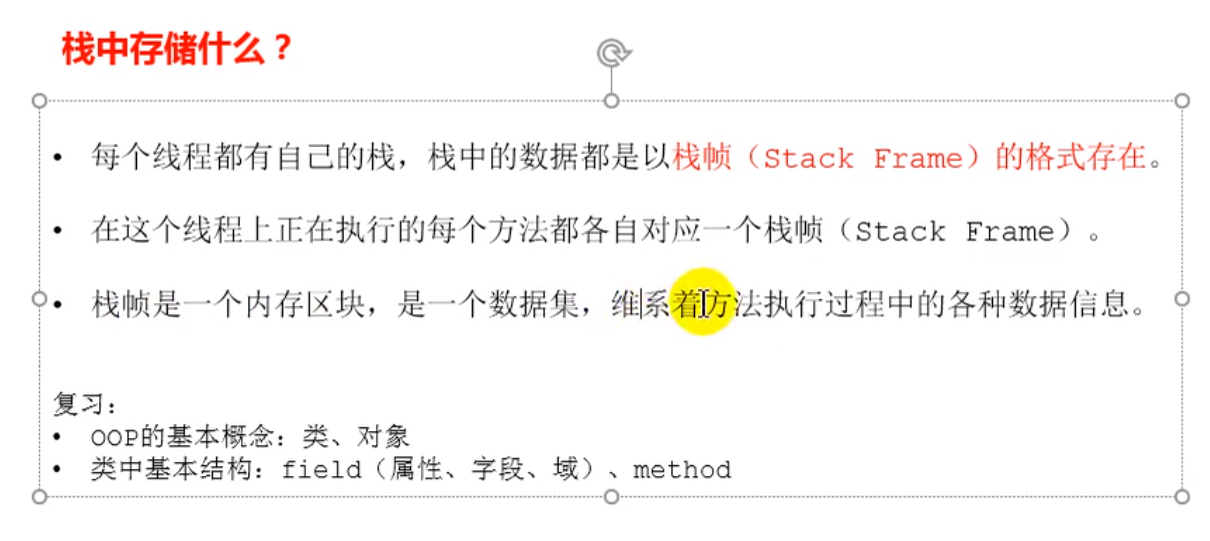 栈中存储什么？
• 每个线程都有自己的栈，栈中的数据都是以栈帧（Stack Frame）的格式存在。
• 在这个线程上正在执行的每个方法都各自对应一个栈帧（Stack Frame）。
• 栈帧是一个内存区块，是一个数据集，维系着方法执行过程中的各种数据信息。
复习：
• OOP的基本概念：类、对象
• 类中基本结构：field（属性、字段、域）、method